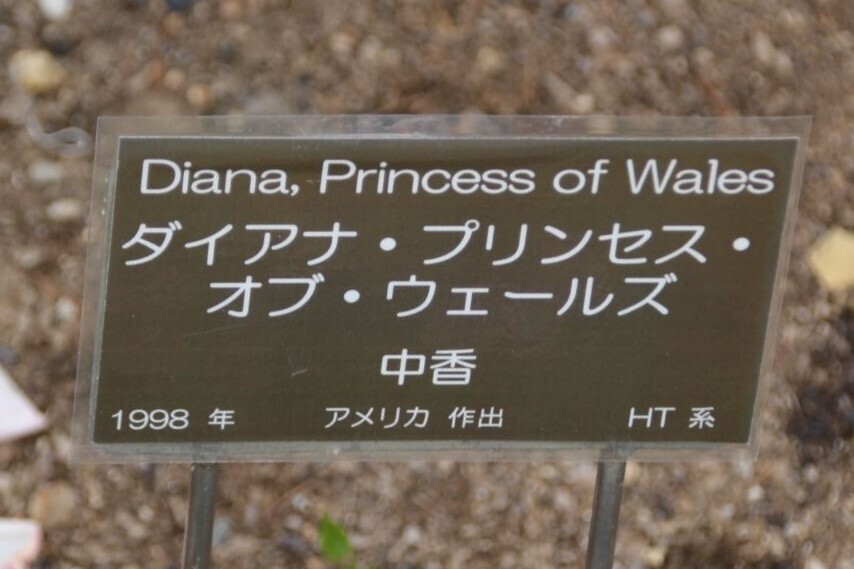 Diana, Princess of Wales
ダイアナ・プリンセス・
オブ・ウェールズ
中香
1998 年 アメリカ 作出 HT 系